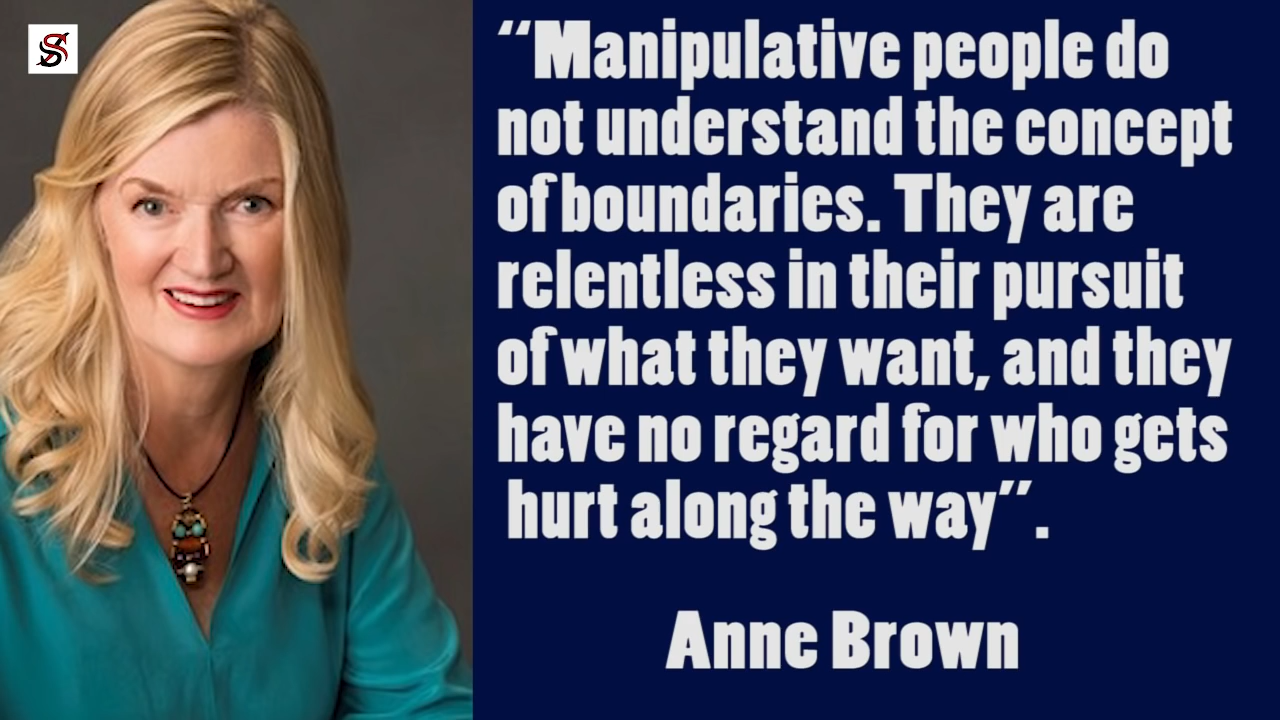 “Manipulative people do
not understand the concept
of boundaries. They are
relentless in their pursuit
of what they want, and they
have no regard for who gets
hurt along the way”.
Anne Brown